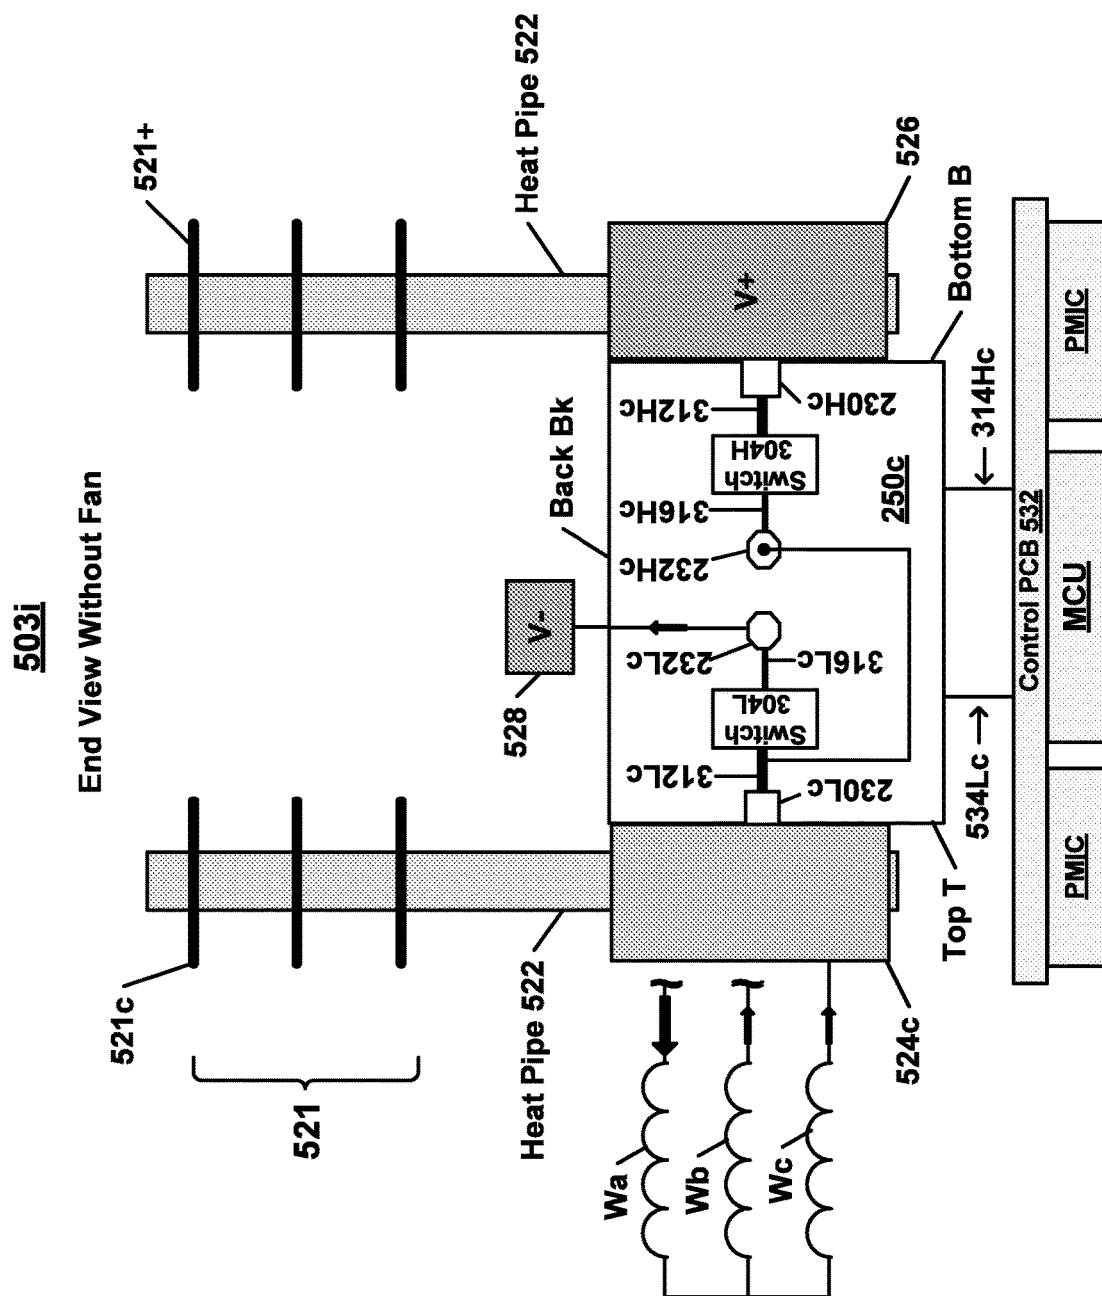 503i
End View Without Fan
521c
521+
521
Heat Pipe 522
Heat Pipe 522
528
V-
Back Bk
Wa
Wb
Wc
524c
V+
526
312Lc
Switch
304L
232Lc
316Lc
230Lc
232Hc
316Hc
Switch
304H
312Hc
230Hc
250c
Top T
Bottom B
534Lc
314Hc
Control PCB 532
PMIC
MCU
PMIC